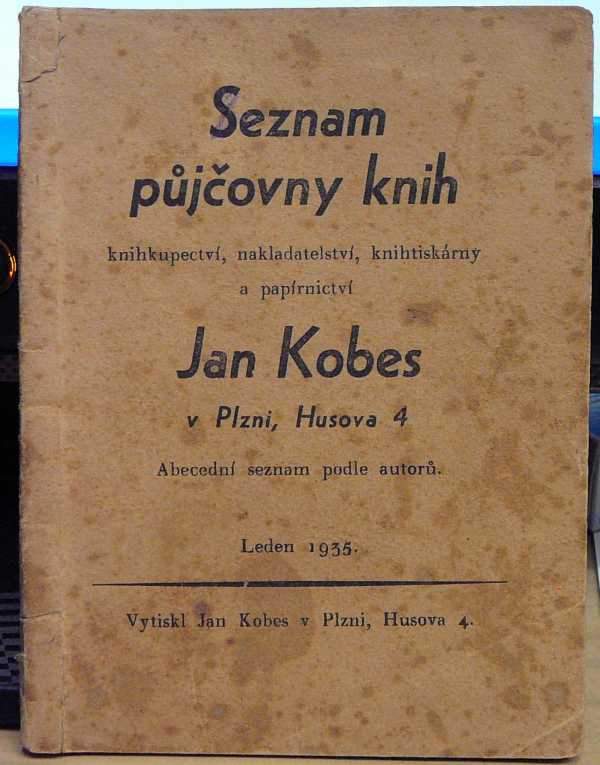 Seznam
půjčovny knih
knihkupectví, nakladatelství, knihtiskárny
a papírnictví
Jan Kobes
v Plzni, Husova 4
Abecední seznam podle autorů.
Leden 1935.
Vytiskl Jan Kobes v Plzni, Husova 4.